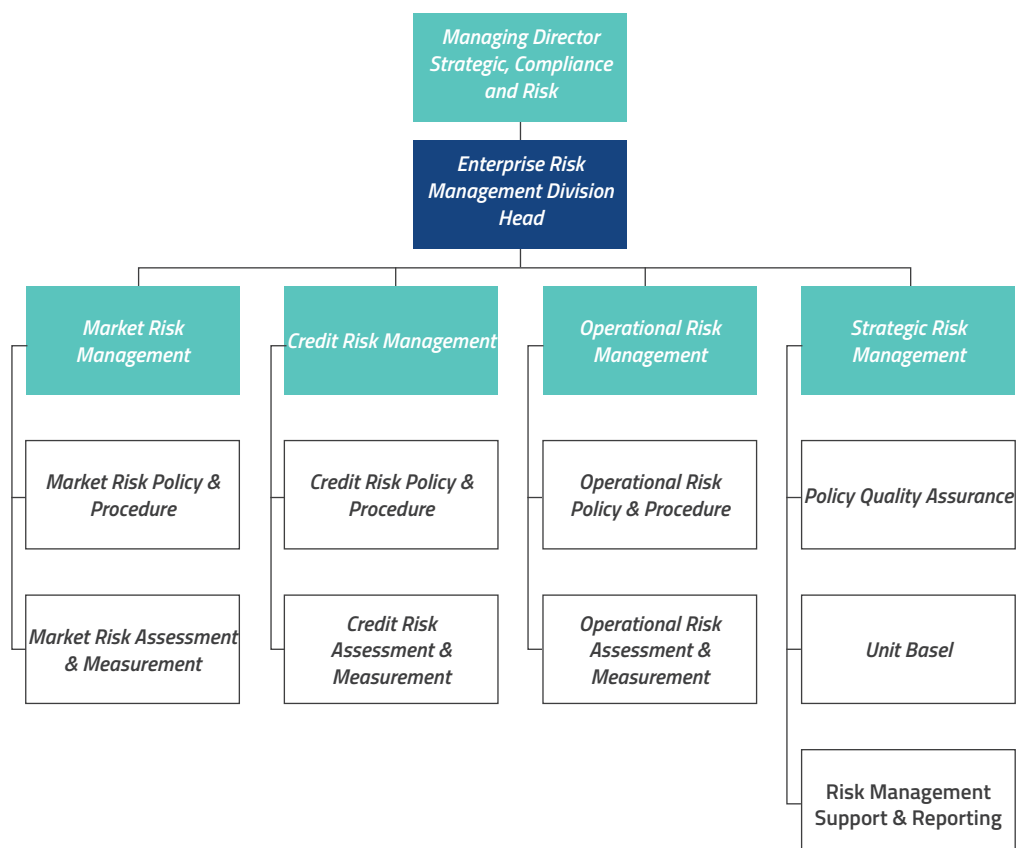 Managing Director
Strategic, Compliance
and Risk
Enterprise Risk
Management Division
Head
Market Risk
Management
Credit Risk Management
Operational Risk
Management
Strategic Risk
Management
Market Risk Policy &
Procedure
Credit Risk Policy &
Procedure
Operational Risk
Policy & Procedure
Policy Quality Assurance
Market Risk Assessment
& Measurement
Credit Risk
Assessment &
Measurement
Operational Risk
Assessment &
Measurement
Unit Basel
Risk Management
Support & Reporting